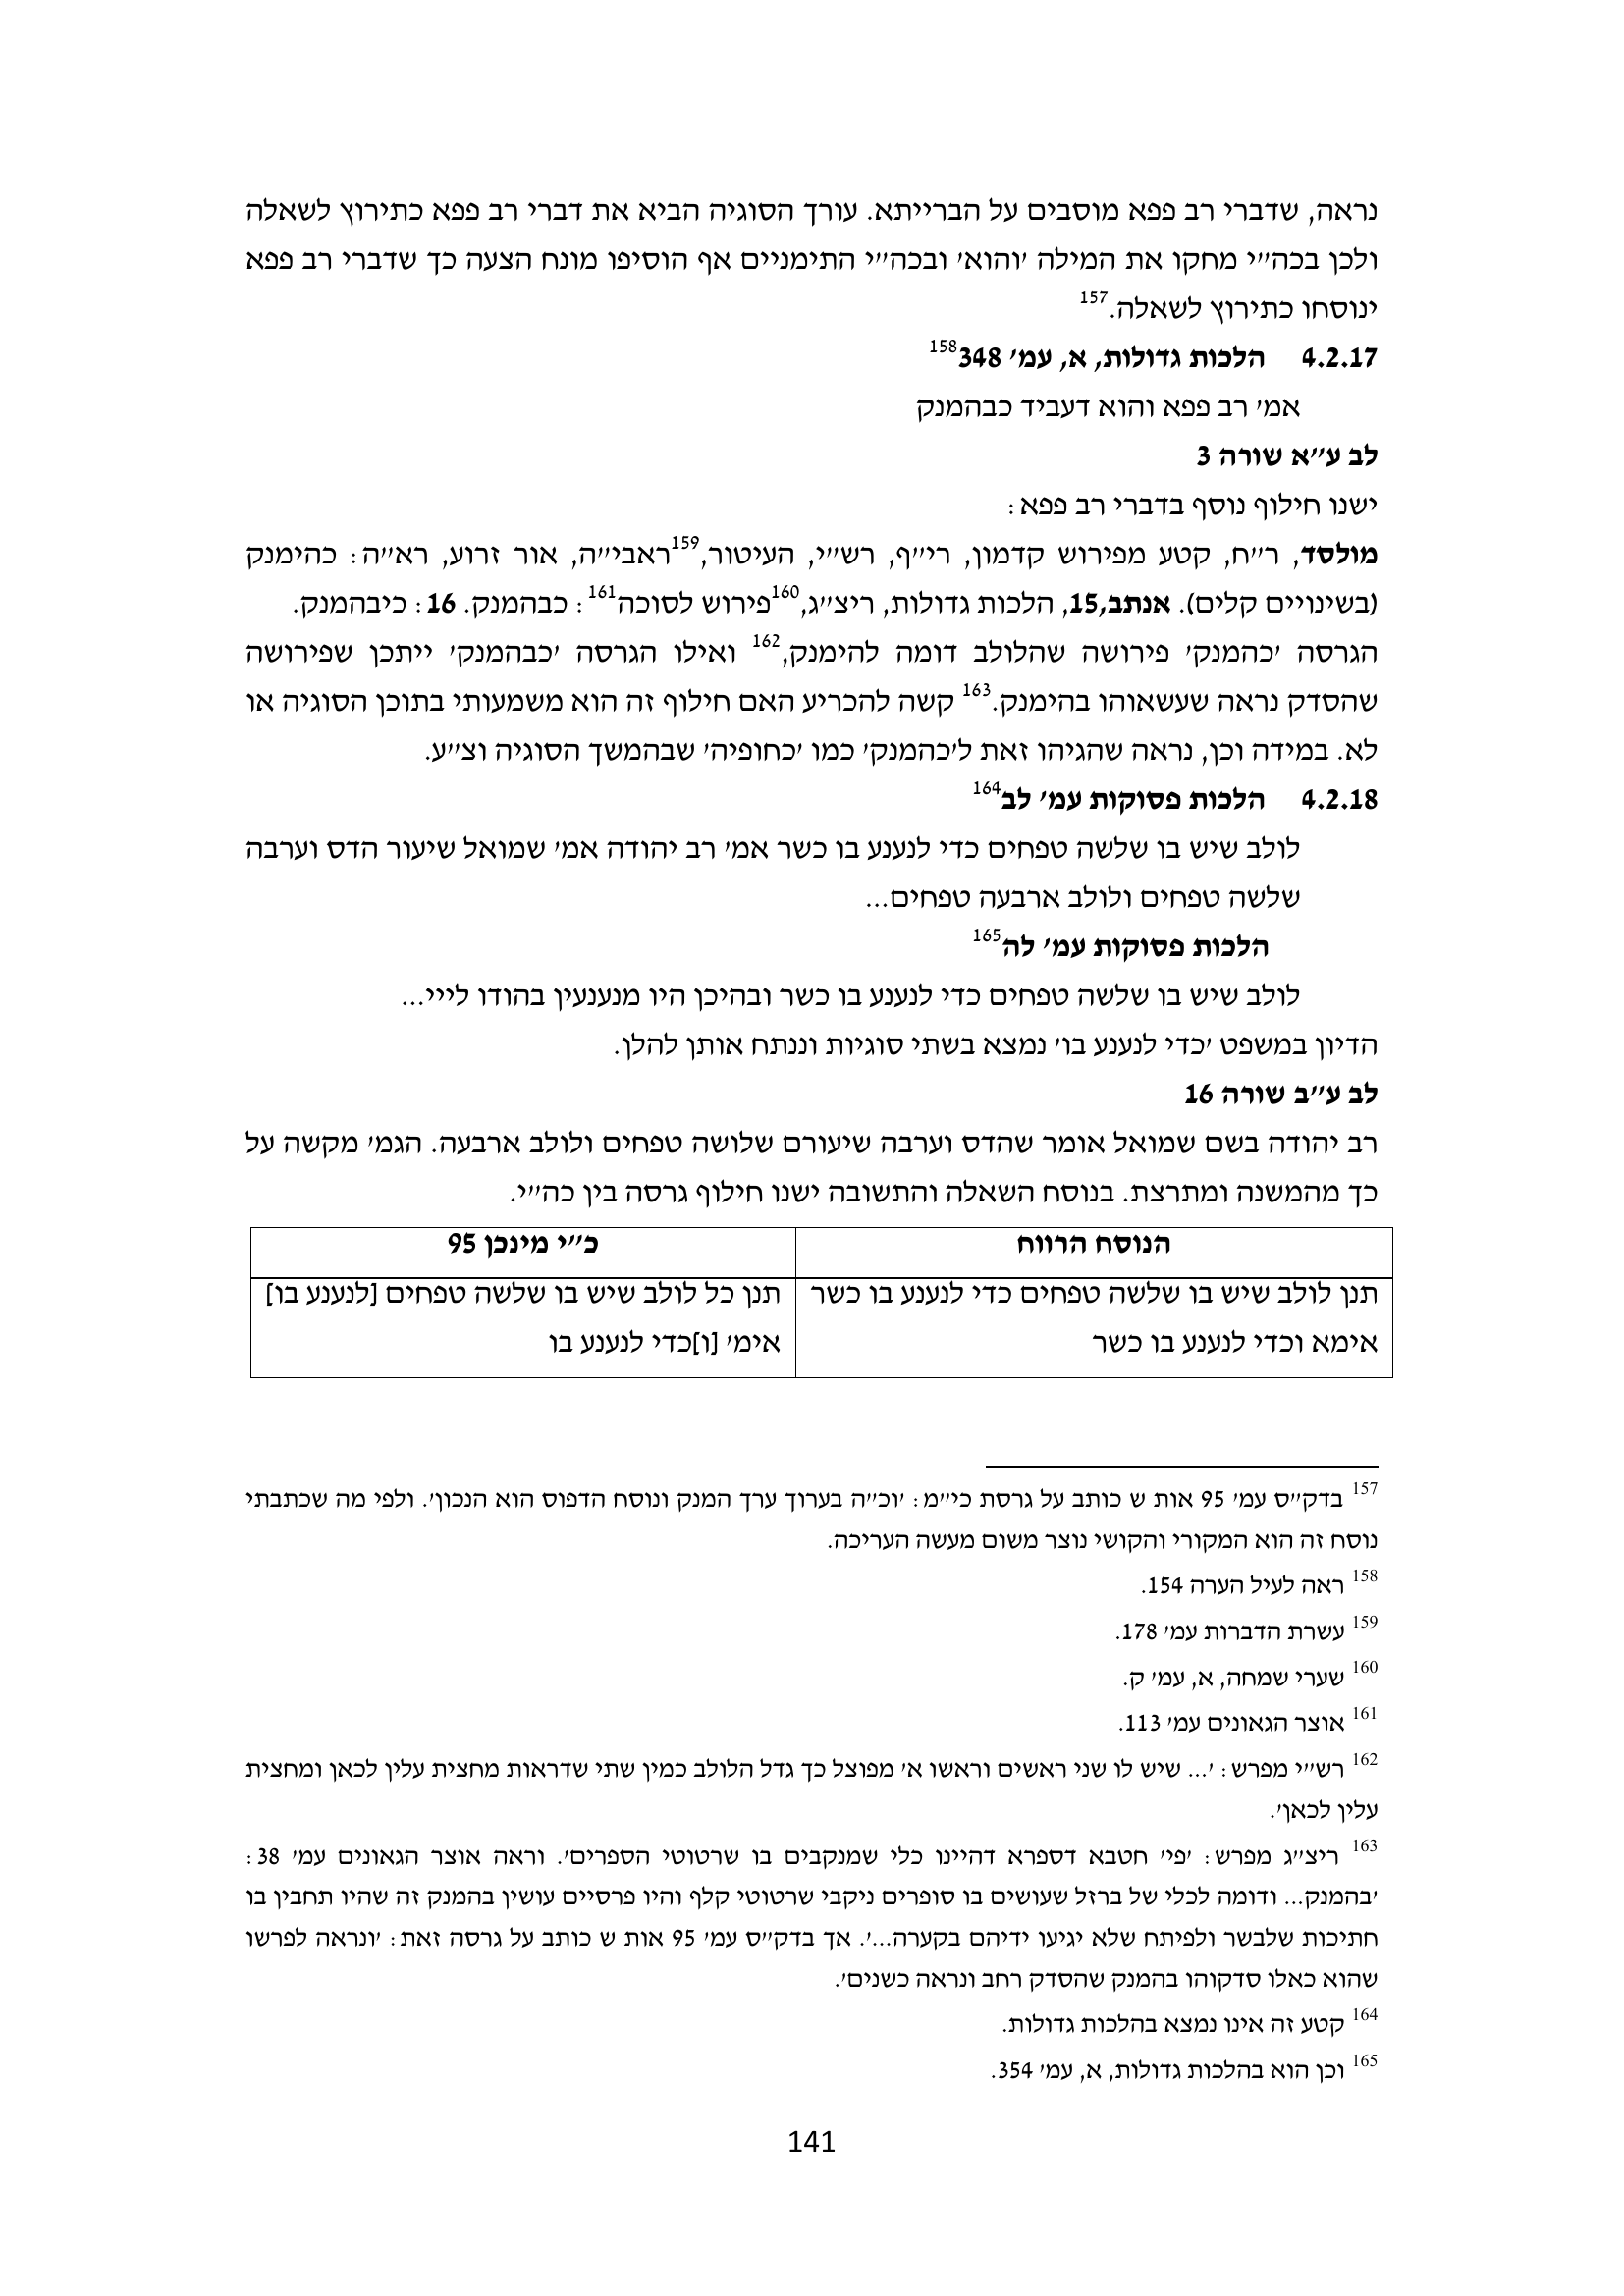 נראה, שדברי רב פפא מוסבים על הברייתא. עורך הסוגיה הביא את דברי רב פפא כתירוץ לשאלה
ולכן בכה״י מחקו את המילה ׳והוא׳ ובכה״י התימניים אף הוסיפו מונח הצעה כך שדברי רב פפא
ינוסחו כתירוץ לשאלה.157
4.2.17 הלכות גדולות, א, עמ׳ 348158
אמ׳ רב פפא והוא דעביד כבהמנק
לב ע״א שורה 3
ישנו חילוף נוסף בדברי רב פפא:
מולסד, ר״ח, קטע מפירוש קדמון, רי״ף, רש״י, העיטור,159ראבי״ה, אור זרוע, רא״ה: כהימנק
(בשינויים קלים). אנתב,15, הלכות גדולות, ריצ״ג,160פירוש לסוכה161: כבהמנק. 16: כיבהמנק.
הגרסה ׳כהמנק׳ פירושה שהלולב דומה להימנק,162 ואילו הגרסה ׳כבהמנק׳ ייתכן שפירושה
שהסדק נראה שעשאוהו בהימנק.163 קשה להכריע האם חילוף זה הוא משמעותי בתוכן הסוגיה או
לא. במידה וכן, נראה שהגיהו זאת ל׳כהמנק׳ כמו ׳כחופיה׳ שבהמשך הסוגיה וצ״ע.
4.2.18 הלכות פסוקות עמ׳ לב164
לולב שיש בו שלשה טפחים כדי לנענע בו כשר אמ׳ רב יהודה אמ׳ שמואל שיעור הדס וערבה
שלשה טפחים ולולב ארבעה טפחים...
הלכות פסוקות עמ׳ לה165
לולב שיש בו שלשה טפחים כדי לנענע בו כשר ובהיכן היו מנענעין בהודו לייי...
הדיון במשפט ׳כדי לנענע בו׳ נמצא בשתי סוגיות וננתח אותן להלן.
לב ע״ב שורה 16
רב יהודה בשם שמואל אומר שהדס וערבה שיעורם שלושה טפחים ולולב ארבעה. הגמ׳ מקשה על
כך מהמשנה ומתרצת. בנוסח השאלה והתשובה ישנו חילוף גרסה בין כה״י.
הנוסח הרווח
כ״י מינכן 95
תנן לולב שיש בו שלשה טפחים כדי לנענע בו כשר
אימא וכדי לנענע בו כשר
תנן כל לולב שיש בו שלשה טפחים [לנענע בו]
אימ׳ [ו]כדי לנענע בו
157 בדק״ס עמ׳ 95 אות ש כותב על גרסת כי״מ: ׳וכ״ה בערוך ערך המנק ונוסח הדפוס הוא הנכון׳. ולפי מה שכתבתי
נוסח זה הוא המקורי והקושי נוצר משום מעשה העריכה.
158 ראה לעיל הערה 154.
159 עשרת הדברות עמ׳ 178.
160 שערי שמחה, א, עמ׳ ק.
161 אוצר הגאונים עמ׳ 113.
162 רש״י מפרש: ׳... שיש לו שני ראשים וראשו א׳ מפוצל כך גדל הלולב כמין שתי שדראות מחצית עלין לכאן ומחצית
עלין לכאן׳.
163 ריצ״ג מפרש: ׳פי׳ חטבא דספרא דהיינו כלי שמנקבים בו שרטוטי הספרים׳. וראה אוצר הגאונים עמ׳ 38:
׳בהמנק... ודומה לכלי של ברזל שעושים בו סופרים ניקבי שרטוטי קלף והיו פרסיים עושין בהמנק זה שהיו תחבין בו
חתיכות שלבשר ולפיתח שלא יגיעו ידיהם בקערה...׳. אך בדק״ס עמ׳ 95 אות ש כותב על גרסה זאת: ׳ונראה לפרשו
שהוא כאלו סדקוהו בהמנק שהסדק רחב ונראה כשנים׳.
164 קטע זה אינו נמצא בהלכות גדולות.
165 וכן הוא בהלכות גדולות, א, עמ׳ 354.
141